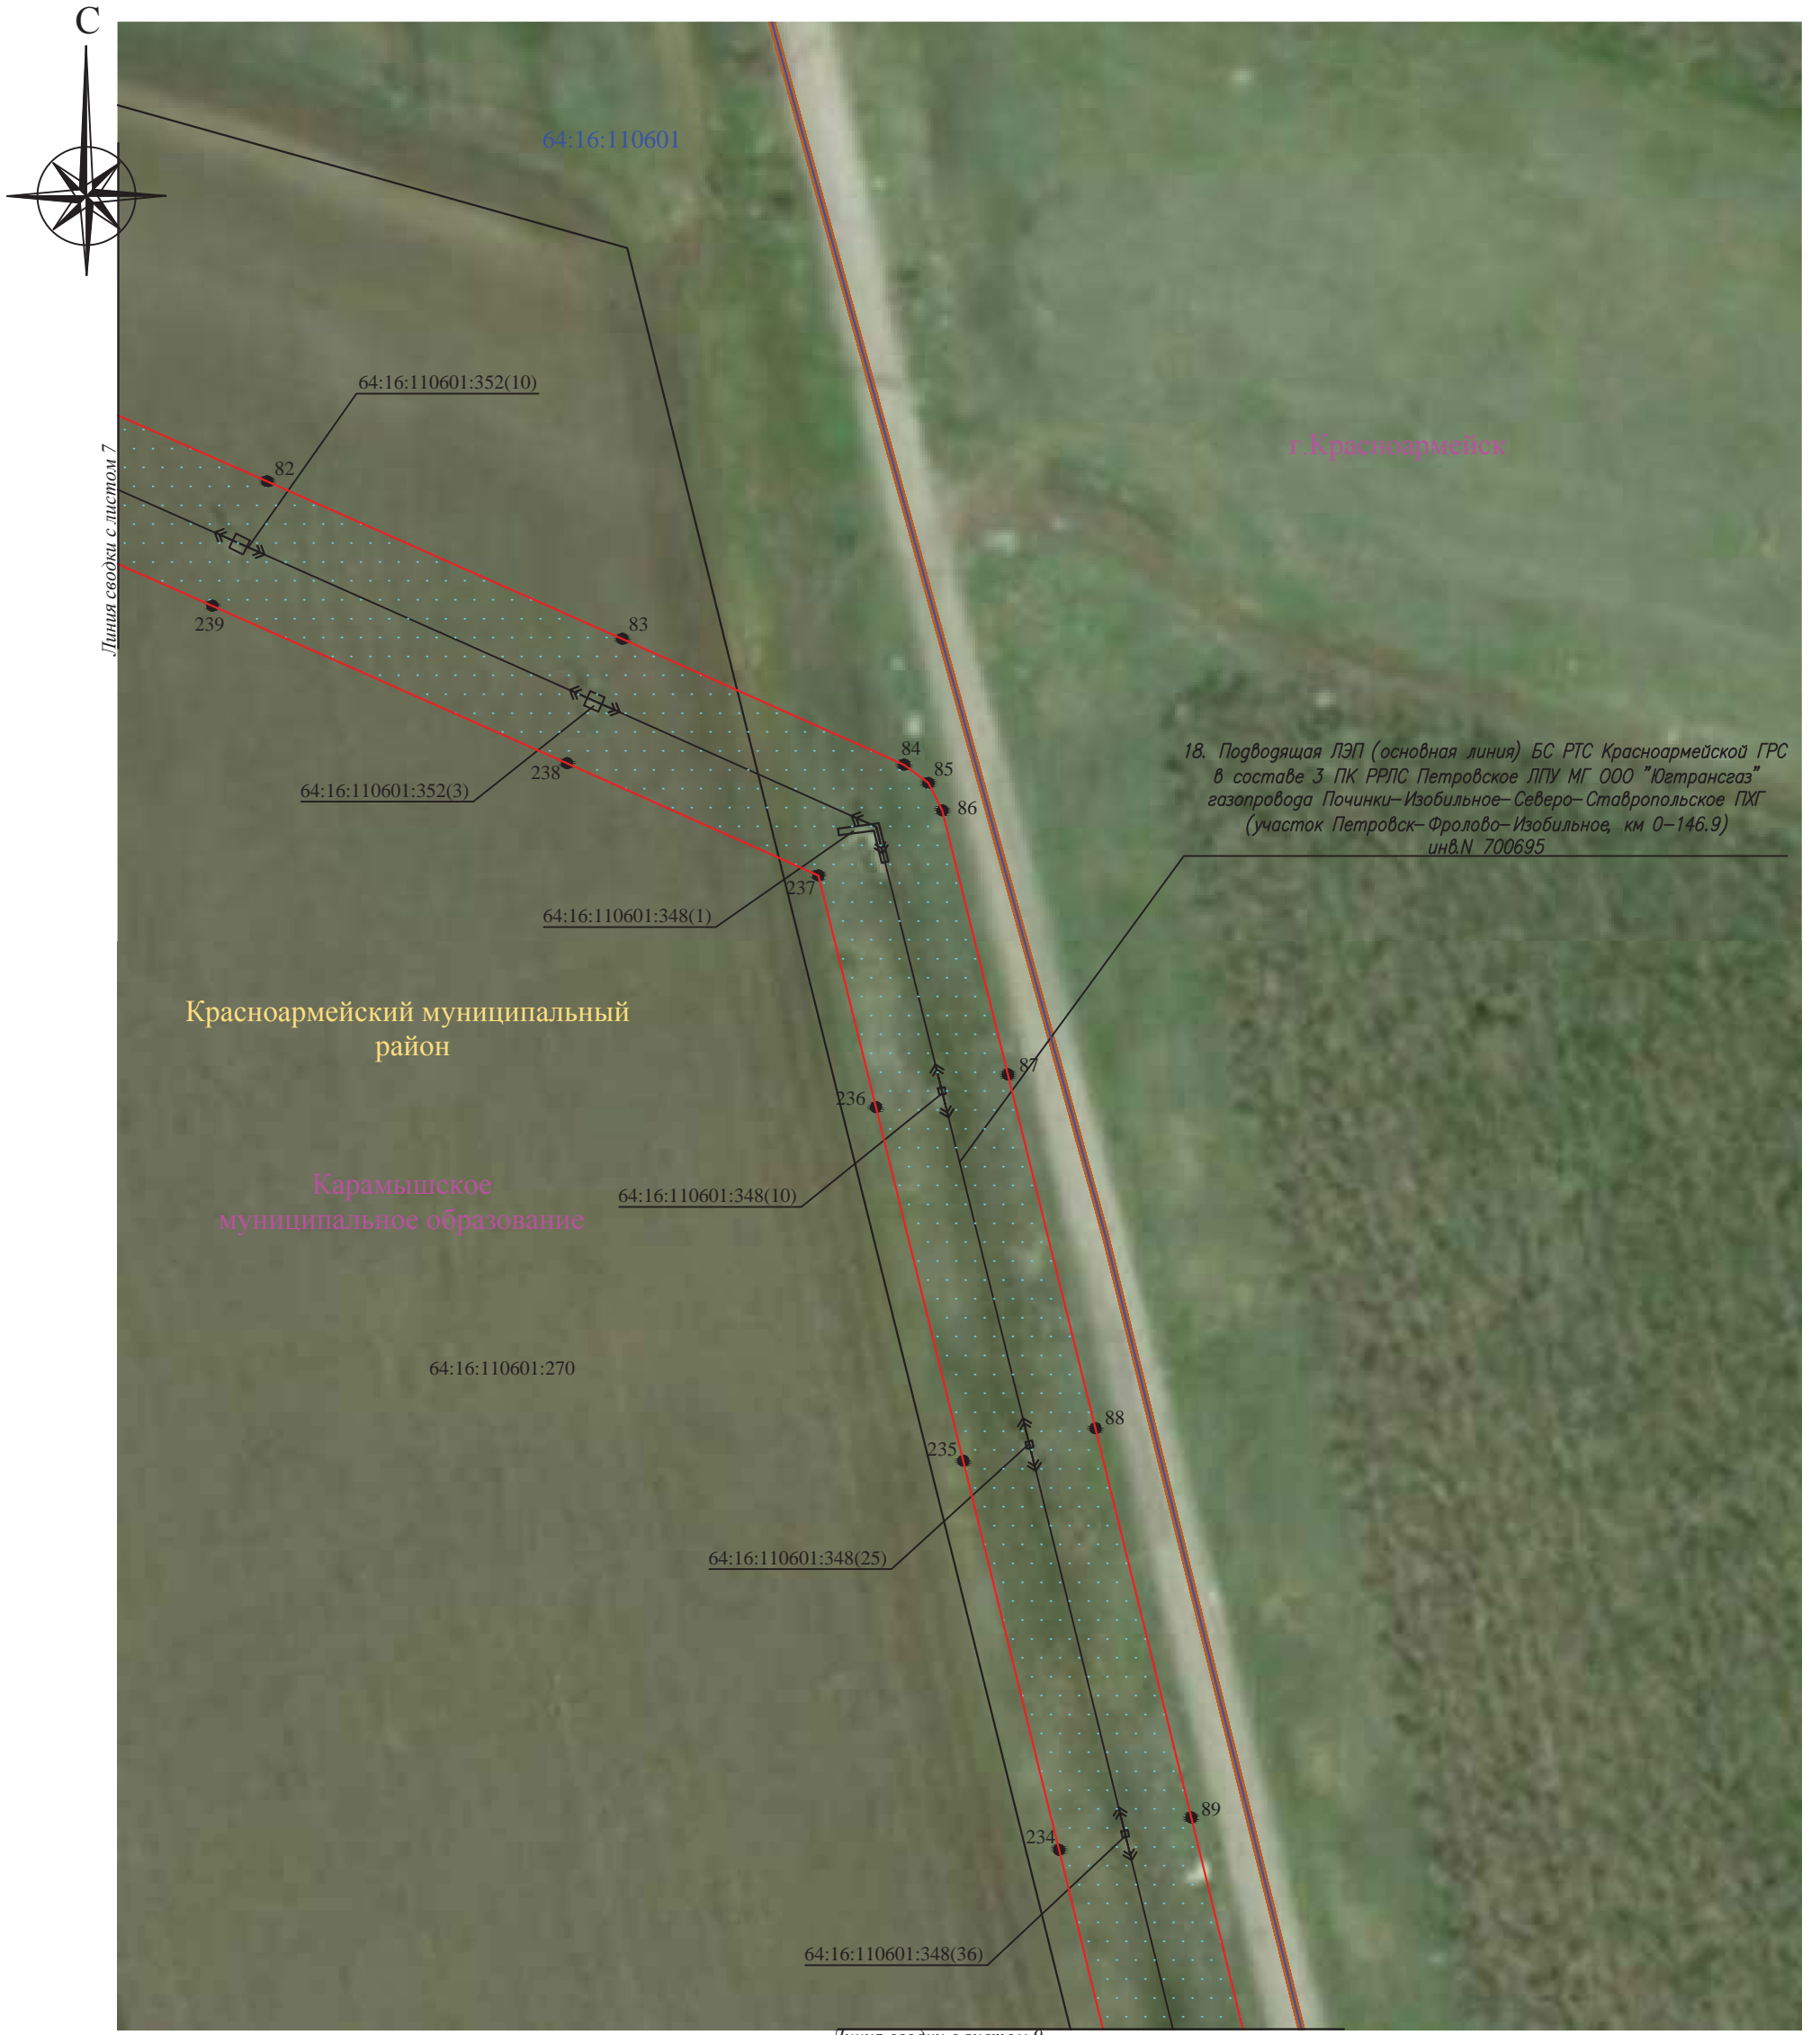 С
64:16:110601
64:16:110601:352(10)
г.Красноармейск
Линия сводки с листом 7
82
83
239
84
85
86
238
64:16:110601:352(3)
18. Подводящая ЛЭП (основная линия) БС РТС Красноармейской ГРС
в составе 3 ПК РРЛС Петровское ЛПУ МГ ООО "Югтрансгаз"
газопровода Починки-Изобильное-Северо-Ставропольское ПХГ
(участок Петровск-Фролово-Изобильное, км 0-146.9)
инв.N 700695
237
64:16:110601:348(1)
Красноармейский муниципальный
район
87
236
Карамышское
муниципальное образование
64:16:110601:348(10)
64:16:110601:270
88
235
64:16:110601:348(25)
89
234
64:16:110601:348(36)